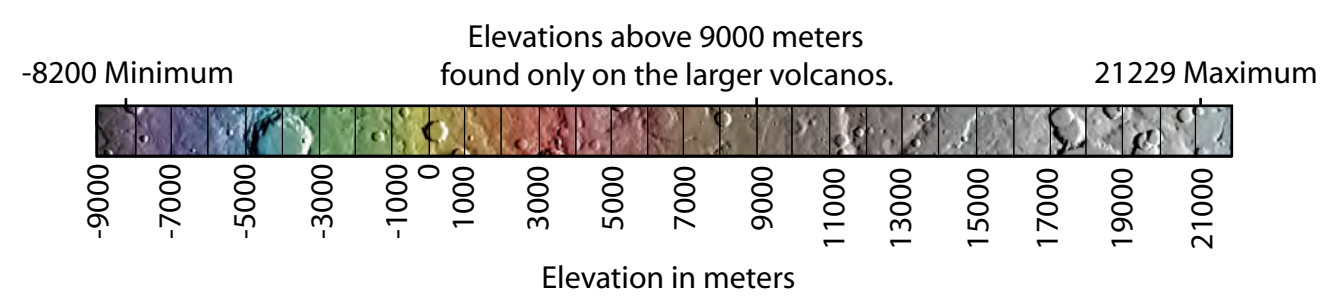 Elevations above 9000 meters
-8200 Minimum found only on the larger volcanos. 21229 Maximum
-9000 -7000 -5000 -3000 -1000 0 1000 3000 5000 7000 9000 11000 13000 15000 17000 19000 21000
Elevation in meters